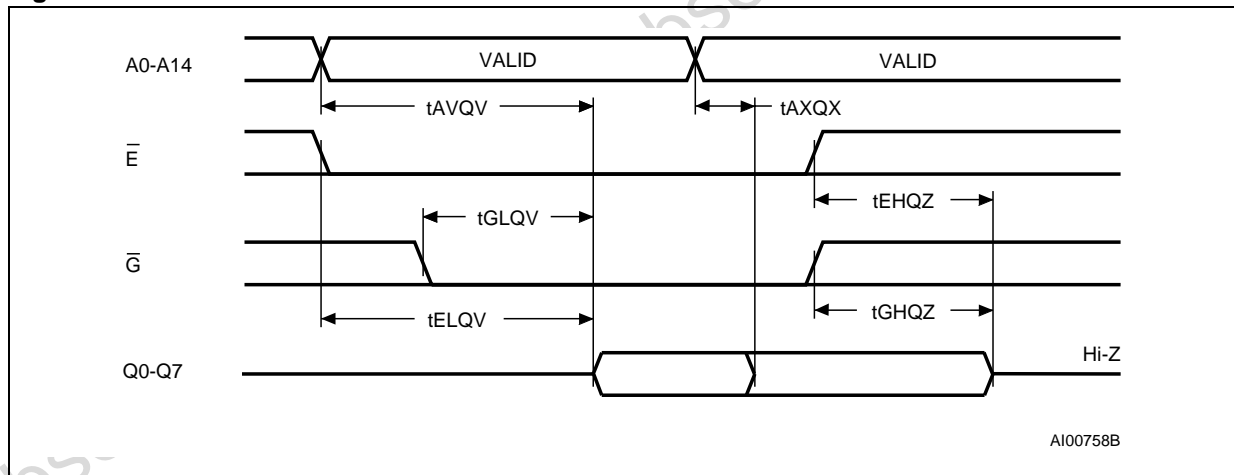 A0-A14
VALID
VALID
tAVQV
tAXQX
E̅
tEHQZ
tGLQV
G̅
tGHQZ
tELQV
Hi-Z
Q0-Q7
AI00758B